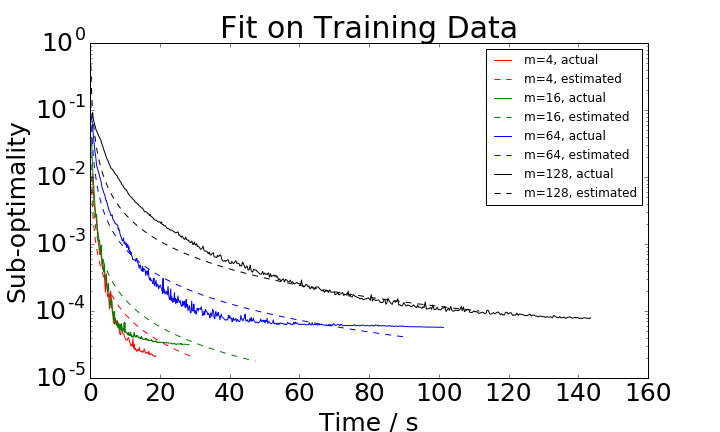 Fit on Training Data
10^0
10^-1
10^-2
10^-3
10^-4
10^-5
Sub-optimality
0 20 40 60 80 100 120 140 160
Time / s
m=4, actual
m=4, estimated
m=16, actual
m=16, estimated
m=64, actual
m=64, estimated
m=128, actual
m=128, estimated